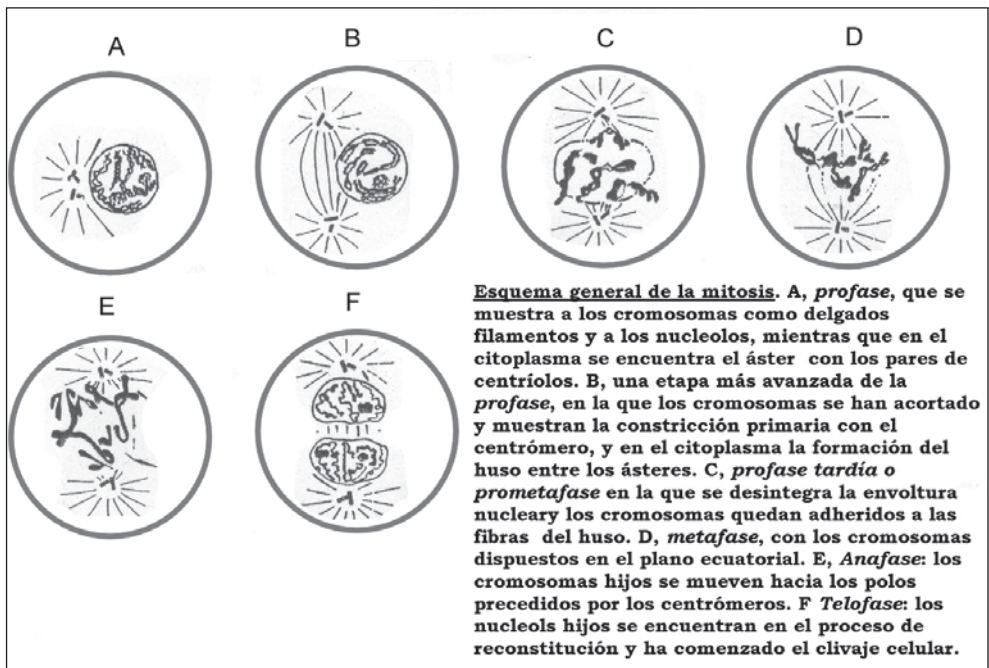 A
B
C
D
E
F
Esquema general de la mitosis. A, profase, que se
muestra a los cromosomas como delgados
filamentos y a los nucleolos, mientras que en el
citoplasma se encuentra el áster con los pares de
centríolos. B, una etapa más avanzada de la
profase, en la que los cromosomas se han acortado
y muestran la constricción primaria con el
centrómero, y en el citoplasma la formación del
huso entre los ásteres. C, profase tardía o
prometafase en la que se desintegra la envoltura
nucleary los cromosomas quedan adheridos a las
fibras del huso. D, metafase, con los cromosomas
dispuestos en el plano ecuatorial. E, Anafase: los
cromosomas hijos se mueven hacia los polos
precedidos por los centrómeros. F Telofase: los
nucleols hijos se encuentran en el proceso de
reconstitución y ha comenzado el clivaje celular.